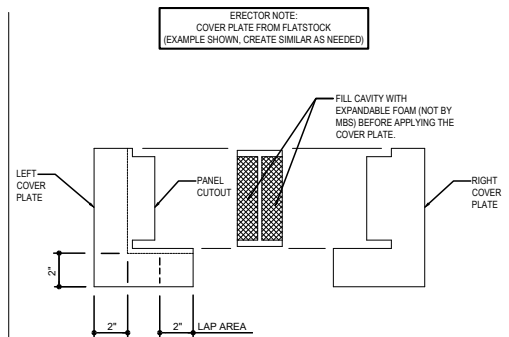 ERECTOR NOTE:
COVER PLATE FROM FLATSTOCK
(EXAMPLE SHOWN, CREATE SIMILAR AS NEEDED)
FILL CAVITY WITH
EXPANDABLE FOAM (NOT BY
MBS) BEFORE APPLYING THE
COVER PLATE.
LEFT
COVER
PLATE
PANEL
CUTOUT
RIGHT
COVER
PLATE
2"
2"
2"
LAP AREA